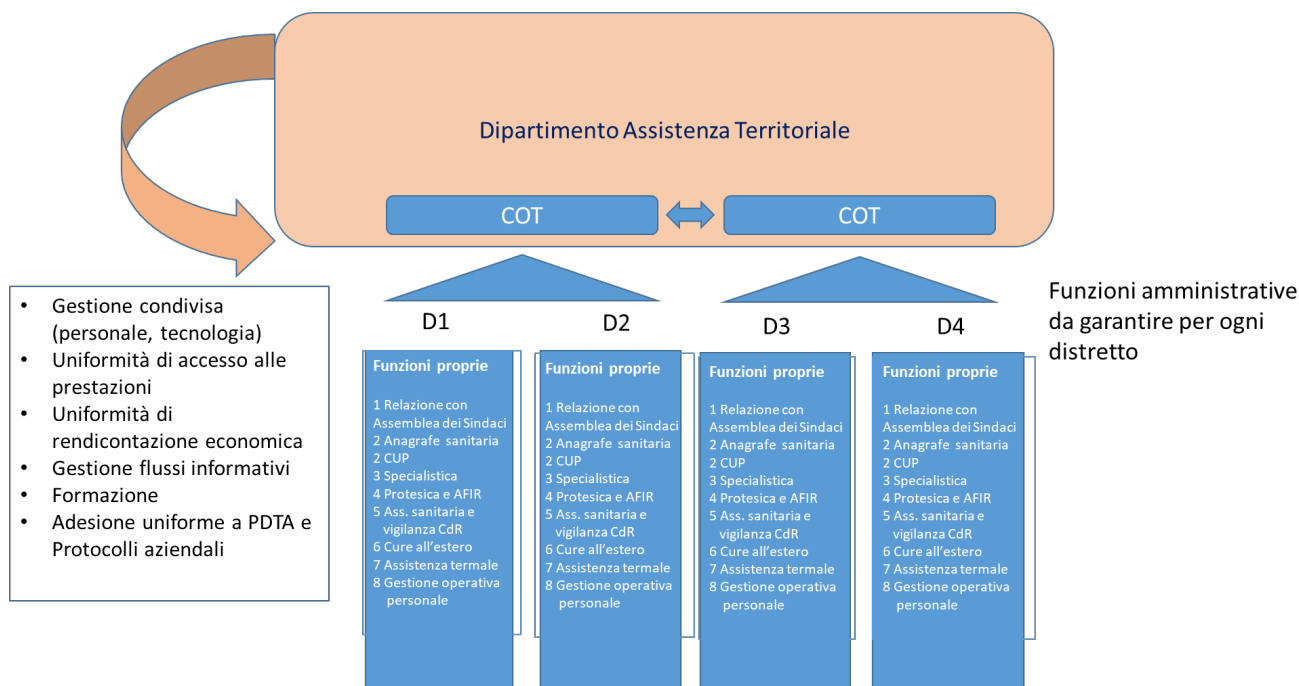 Dipartimento Assistenza Territoriale
COT
COT
• Gestione condivisa
(personale, tecnologia)
• Uniformità di accesso alle
prestazioni
• Uniformità di
rendicontazione economica
• Gestione flussi informativi
• Formazione
• Adesione uniforme a PDTA e
Protocolli aziendali
D1
Funzioni proprie
1 Relazione con
Assemblea dei Sindaci
2 Anagrafe sanitaria
2 CUP
3 Specialistica
4 Protesica e AFIR
5 Ass. sanitaria e
vigilanza CdR
6 Cure all'estero
7 Assistenza termale
8 Gestione operativa
personale
D2
Funzioni proprie
1 Relazione con
Assemblea dei Sindaci
2 Anagrafe sanitaria
2 CUP
3 Specialistica
4 Protesica e AFIR
5 Ass. sanitaria e
vigilanza CdR
6 Cure all'estero
7 Assistenza termale
8 Gestione operativa
personale
D3
Funzioni proprie
1 Relazione con
Assemblea dei Sindaci
2 Anagrafe sanitaria
2 CUP
3 Specialistica
4 Protesica e AFIR
5 Ass. sanitaria e
vigilanza CdR
6 Cure all'estero
7 Assistenza termale
8 Gestione operativa
personale
D4
Funzioni proprie
1 Relazione con
Assemblea dei Sindaci
2 Anagrafe sanitaria
2 CUP
3 Specialistica
4 Protesica e AFIR
5 Ass. sanitaria e
vigilanza CdR
6 Cure all'estero
7 Assistenza termale
8 Gestione operativa
personale
Funzioni amministrative
da garantire per ogni
distretto